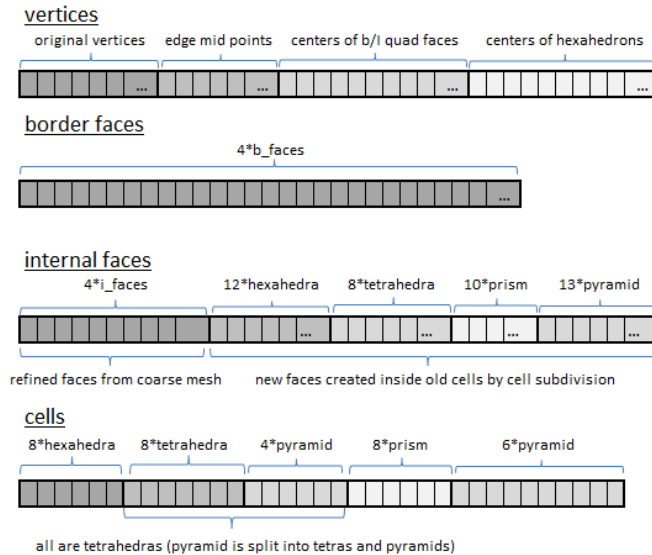 vertices
original vertices edge mid points centers of b/I quad faces centers of hexahedrons
... ... ... ...
border faces
4*b_faces
...
internal faces
4*i_faces 12*hexahedra 8*tetrahedra 10*prism 13*pyramid
... ... ... ...
refined faces from coarse mesh new faces created inside old cells by cell subdivision
cells
8*hexahedra 8*tetrahedra 4*pyramid 8*prism 6*pyramid
all are tetrahedras (pyramid is split into tetras and pyramids)